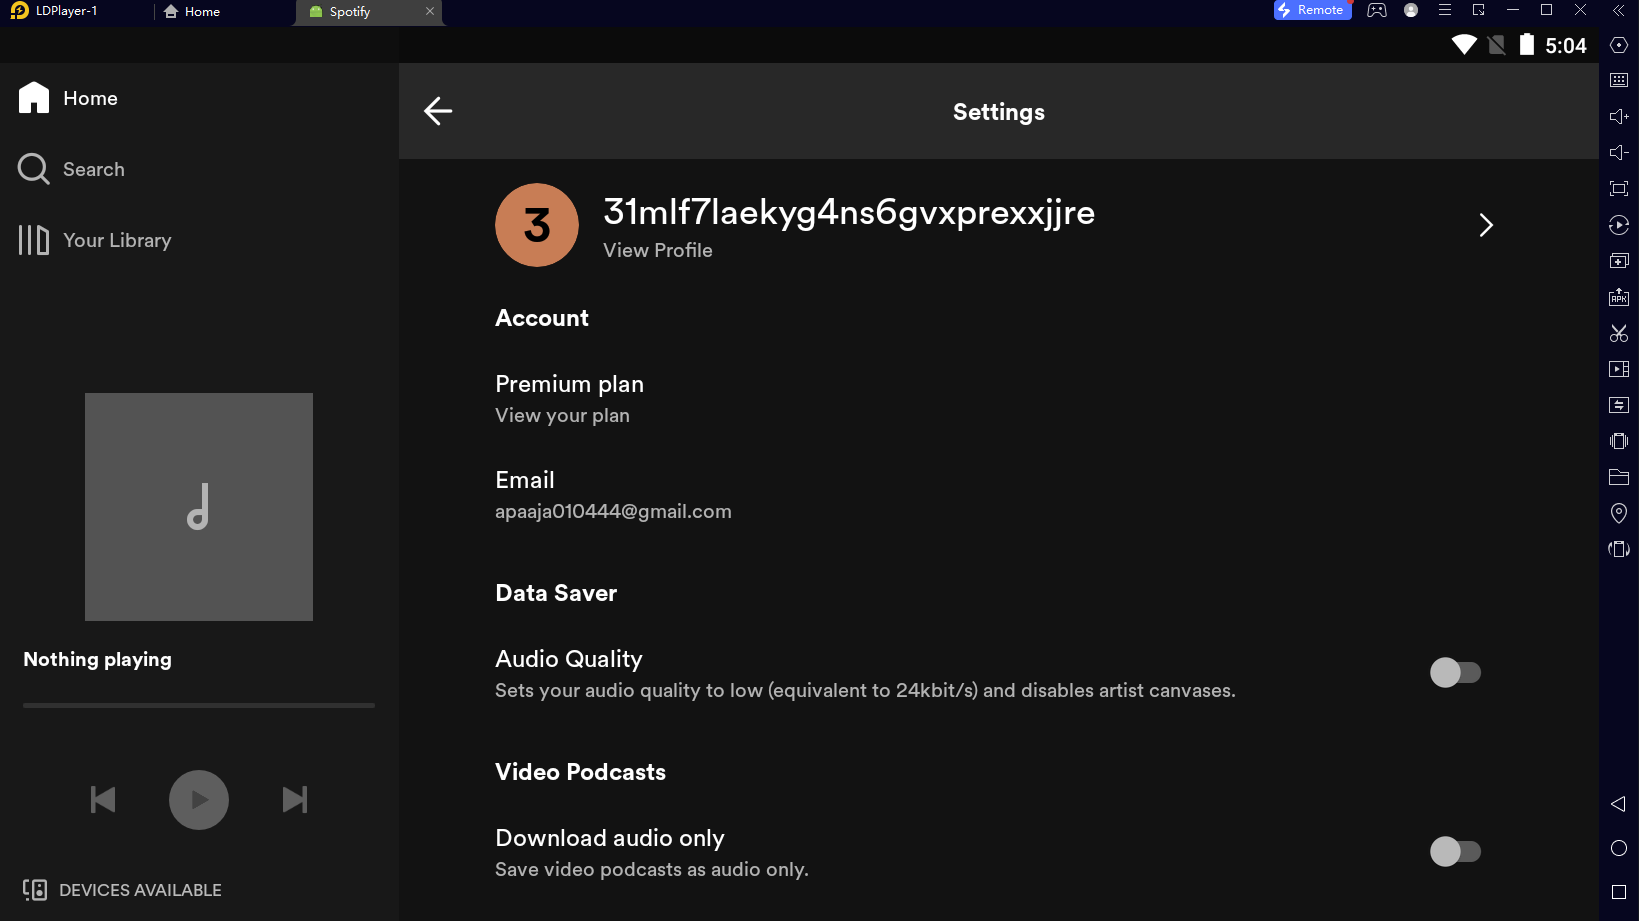 LDPlayer-1
Home
Spotify
Remote
5:04
Home
Search
Your Library
Nothing playing
DEVICES AVAILABLE
Settings
3
31mlf7laekyg4ns6gvxprexxjjre
View Profile
Account
Premium plan
View your plan
Email
apaaja010444@gmail.com
Data Saver
Audio Quality
Sets your audio quality to low (equivalent to 24kbit/s) and disables artist canvases.
Video Podcasts
Download audio only
Save video podcasts as audio only.
APK